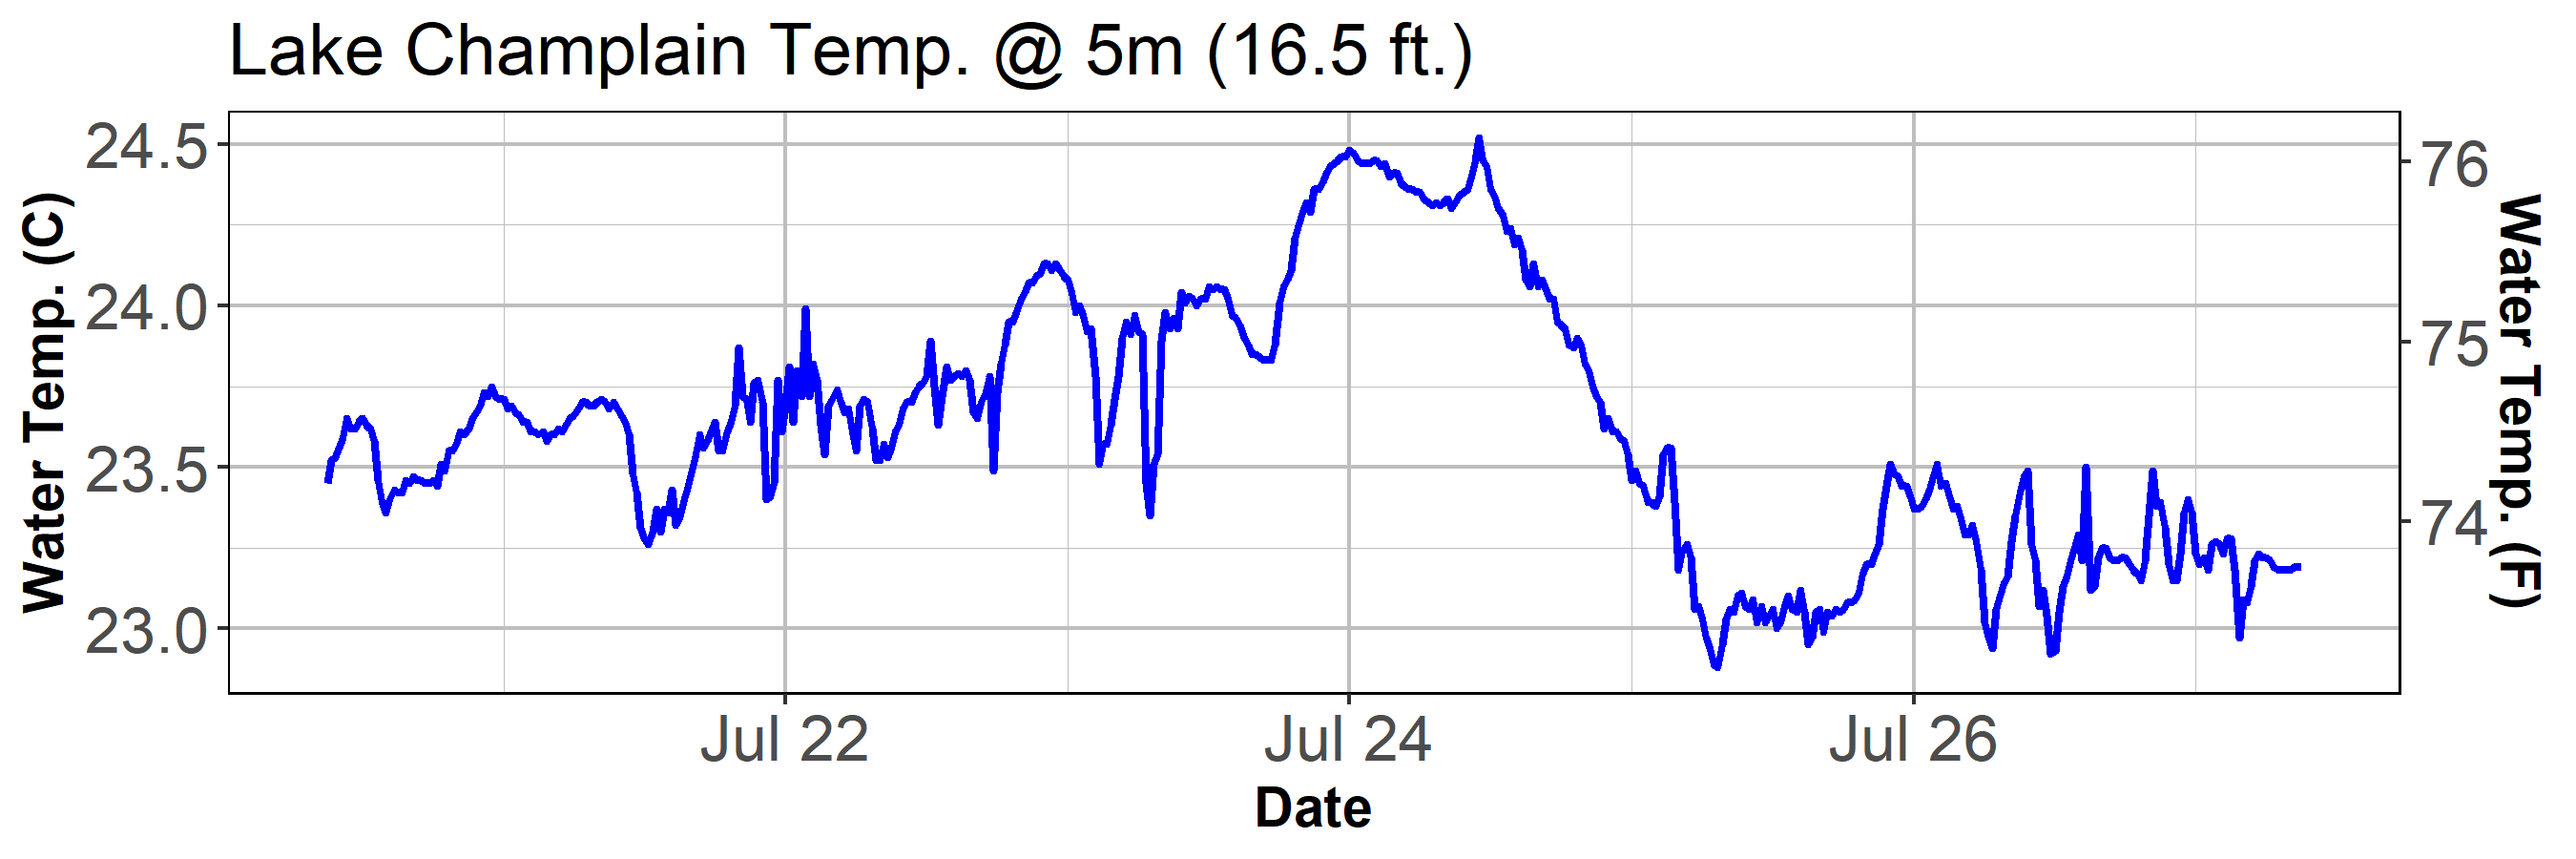 Lake Champlain Temp. @ 5m (16.5 ft.)
Water Temp. (C)
24.5
24.0
23.5
23.0
76
75
74
Water Temp. (F)
Jul 22 Jul 24 Jul 26
Date